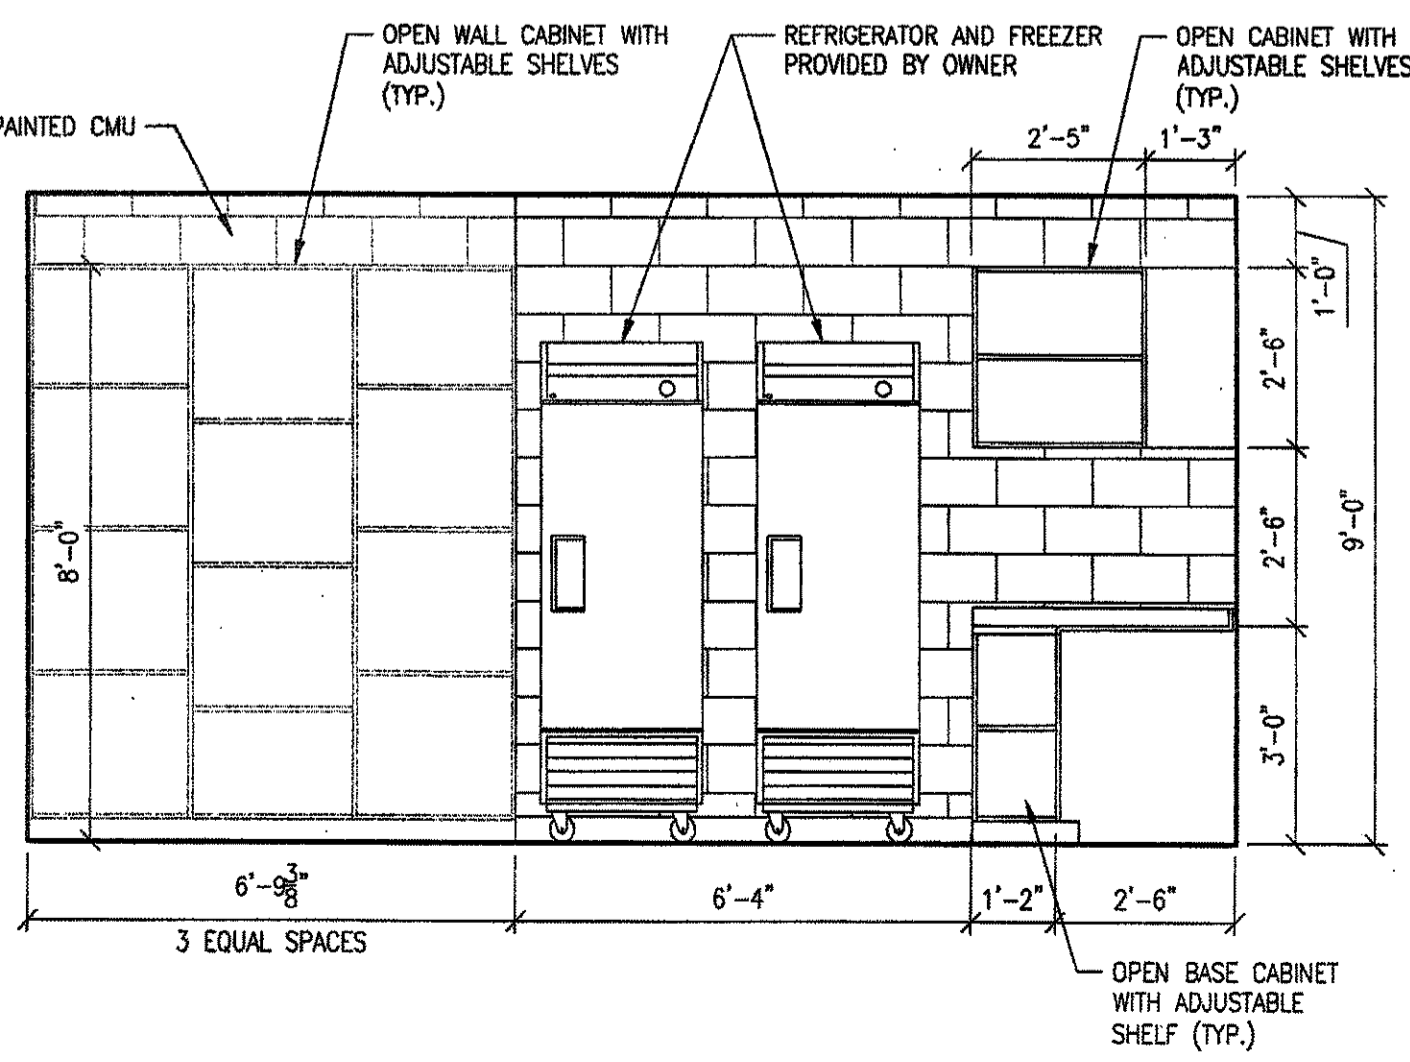 OPEN WALL CABINET WITH
ADJUSTABLE SHELVES
(TYP.)
REFRIGERATOR AND FREEZER
PROVIDED BY OWNER
OPEN CABINET WITH
ADJUSTABLE SHELVES
(TYP.)
PAINTED CMU
2'-5"
1'-3"
1'-0"
2'-6"
9'-0"
2'-6"
8'-0"
3'-0"
6'-9 3/8"
6'-4"
1'-2"
2'-6"
3 EQUAL SPACES
OPEN BASE CABINET
WITH ADJUSTABLE
SHELF (TYP.)